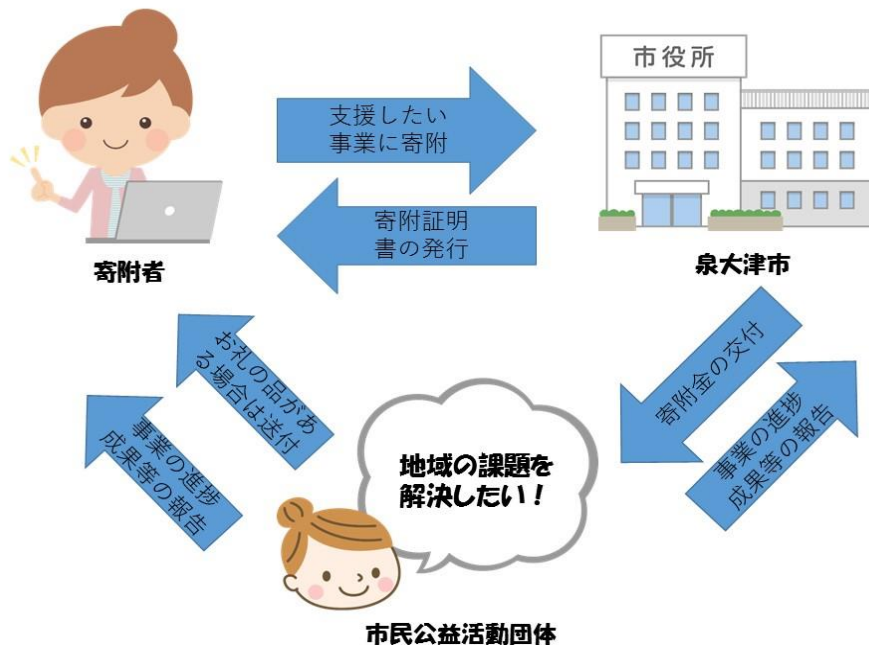 市役所
支援したい
事業に寄附
寄附証明
書の発行
寄附者
泉大津市
お礼の品があ
る場合は送付
事業の進捗
成果等の報告
寄附金の交付
事業の進捗
成果等の報告
地域の課題を
解決したい！
市民公益活動団体